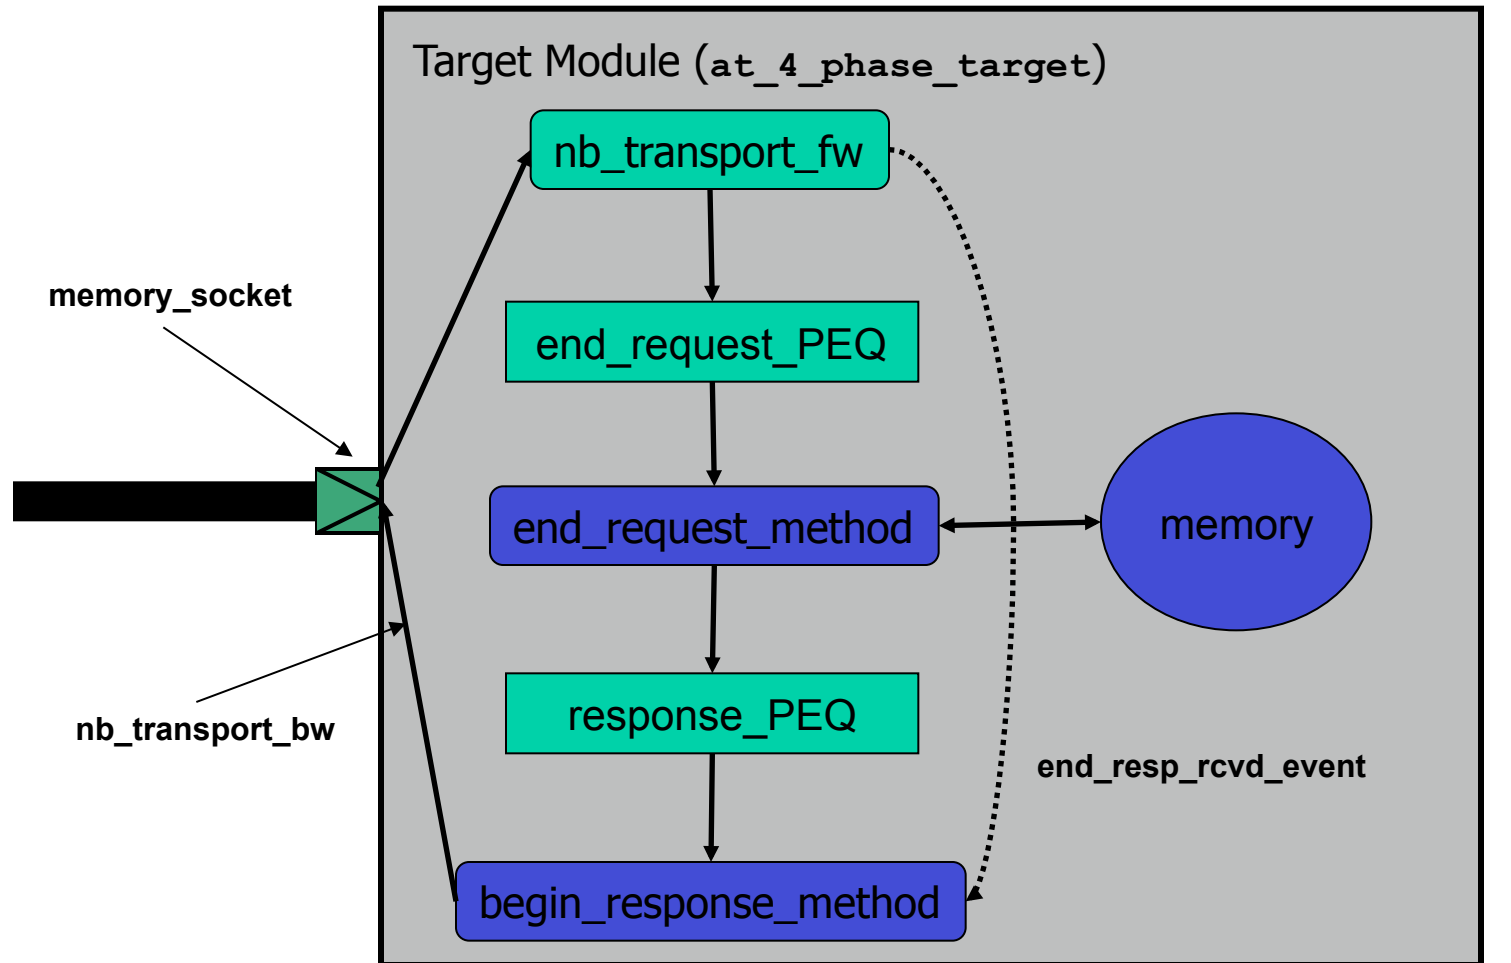 Target Module (at_4_phase_target)
nb_transport_fw
memory_socket
end_request_PEQ
end_request_method
memory
response_PEQ
nb_transport_bw
end_resp_rcvd_event
begin_response_method